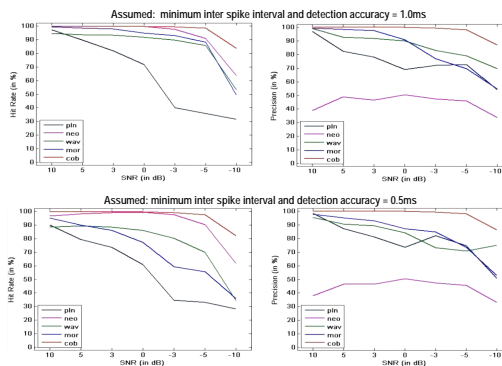 Assumed: minimum inter spike interval and detection accuracy = 1.0ms
Hit Rate (in %)
100
90
80
70
60
50
40
30
20
10
0
pln
neo
wav
mor
cob
10 5 3 0 -3 -5 -10
SNR (in dB)
Precision (in %)
100
90
80
70
60
50
40
30
20
10
0
pln
neo
wav
mor
cob
10 5 3 0 -3 -5 -10
SNR (in dB)
Assumed: minimum inter spike interval and detection accuracy = 0.5ms
Hit Rate (in %)
100
90
80
70
60
50
40
30
20
10
0
pln
neo
wav
mor
cob
10 5 3 0 -3 -5 -10
SNR (in dB)
Precision (in %)
100
90
80
70
60
50
40
30
20
10
0
pln
neo
wav
mor
cob
10 5 3 0 -3 -5 -10
SNR (in dB)